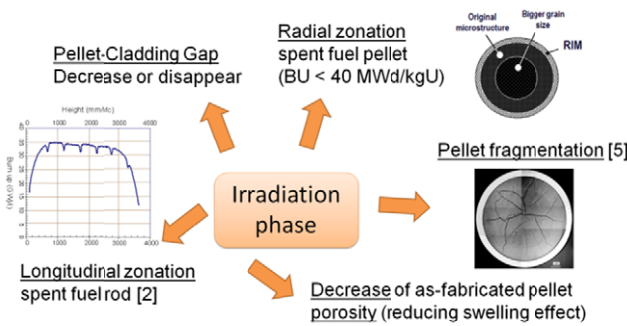 Pellet-Cladding Gap
Decrease or disappear
Radial zonation
spent fuel pellet
(BU < 40 MWd/kgU)
Original
microstructure
Bigger grain
size
RIM
Height (mmMc)
0 1000 2000 3000 4000
0 1000 2000 3000 4000
Irradiation
phase
Pellet fragmentation [5]
Longitudinal zonation
spent fuel rod [2]
Decrease of as-fabricated pellet
porosity (reducing swelling effect)